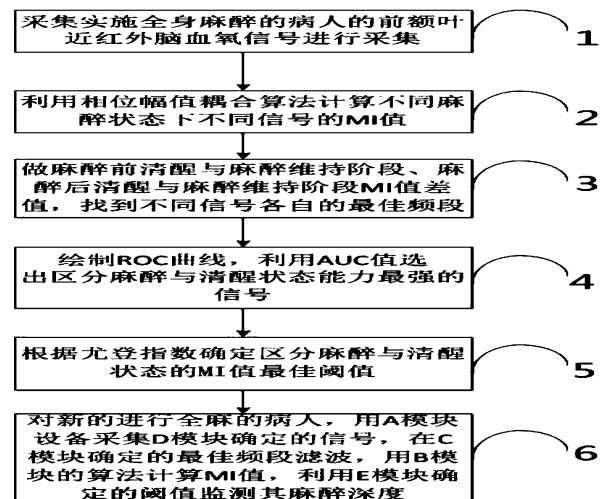 采集实施全身麻醉的病人的前额叶
近红外脑血氧信号进行采集
1
利用相位幅值耦合算法计算不同麻
醉状态下不同信号的MI值
2
做麻醉前清醒与麻醉维持阶段、麻
醉后清醒与麻醉维持阶段MI值差
值，找到不同信号各自的最佳频段
3
绘制ROC曲线，利用AUC值选
出区分麻醉与清醒状态能力最强的
信号
4
根据尤登指数确定区分麻醉与清醒
状态的MI值最佳阈值
5
对新的进行全麻的病人，用A模块
设备采集D模块确定的信号，在C
模块确定的最佳频段滤波，用B模
块的算法计算MI值，利用E模块确
定的阈值监测其麻醉深度
6